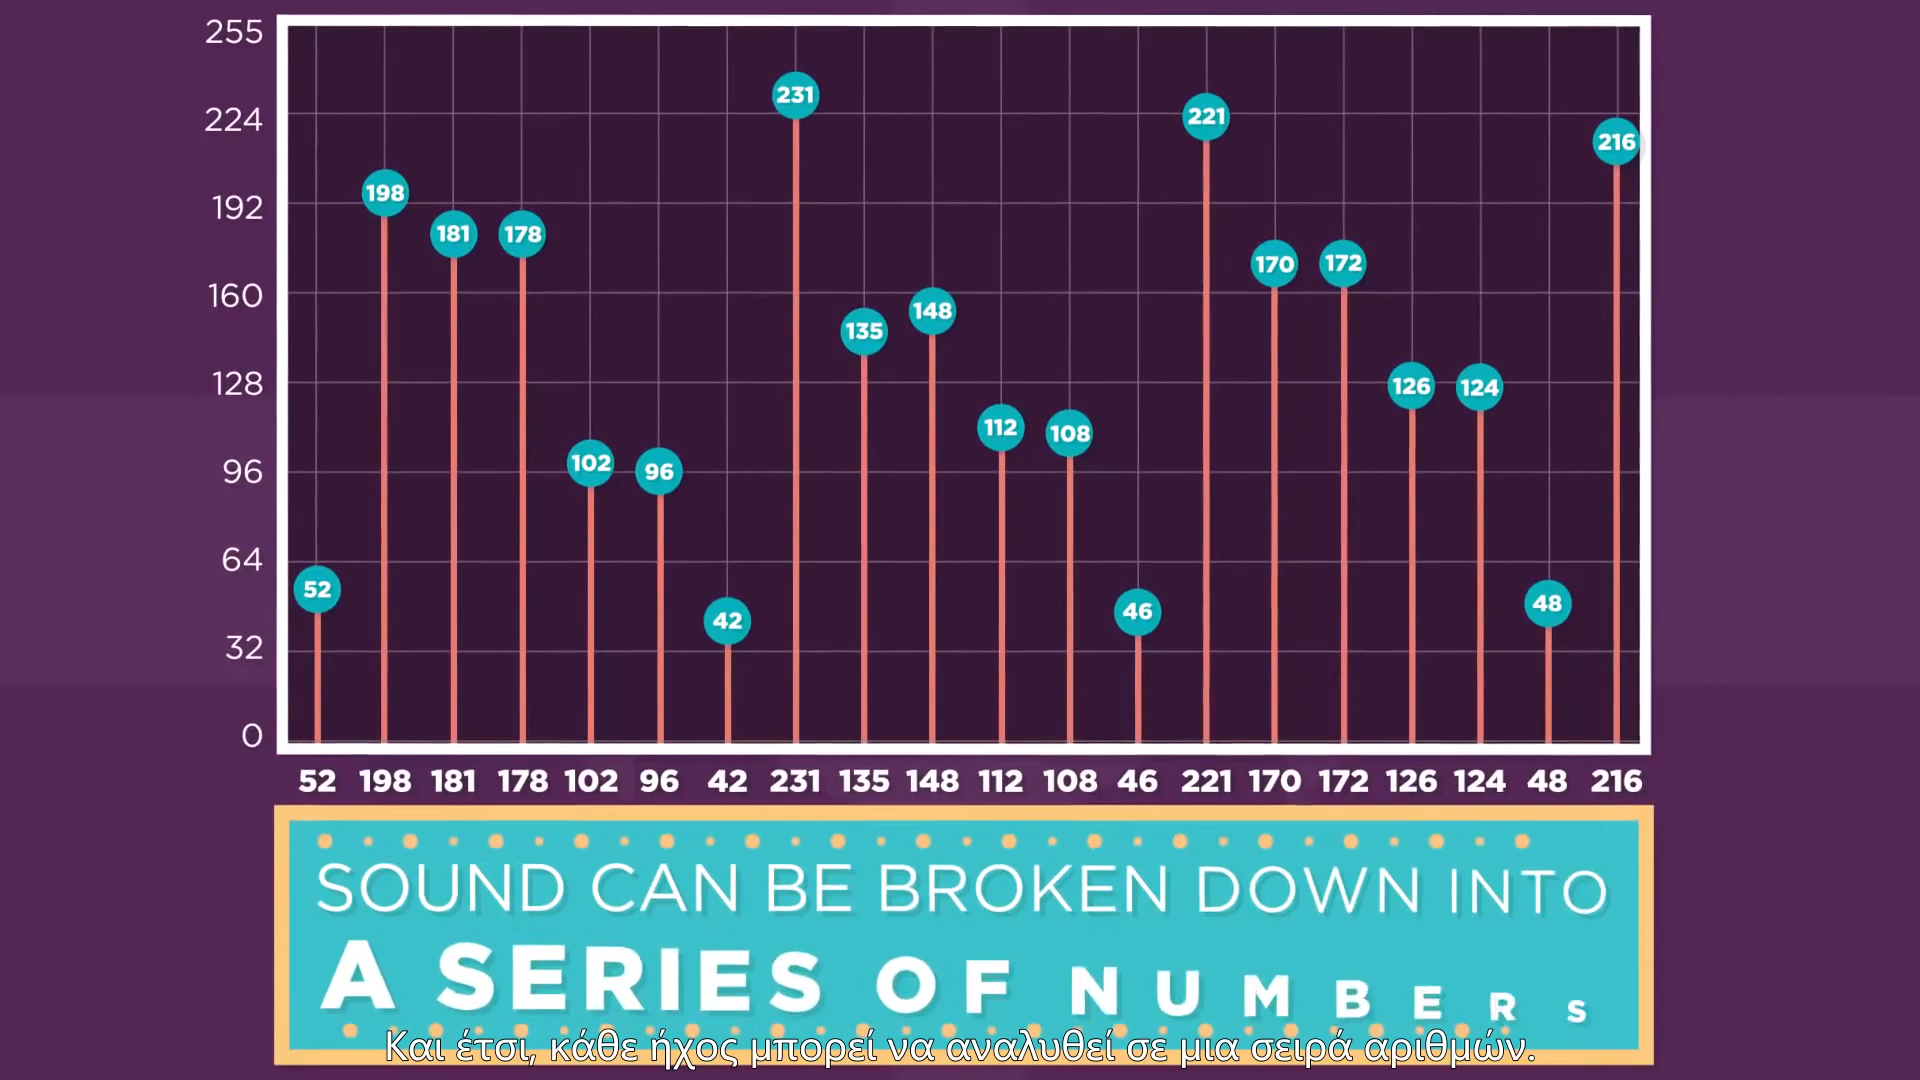 255
224
192
160
128
96
64
32
0
52 198 181 178 102 96 42 231 135 148 112 108 46 221 170 172 126 124 48 216
52 198 181 178 102 96 42 231 135 148 112 108 46 221 170 172 126 124 48 216
SOUND CAN BE BROKEN DOWN INTO
A SERIES OF NUMBERS
Και έτσι, κάθε ήχος μπορεί να αναλυθεί σε μια σειρά αριθμών.